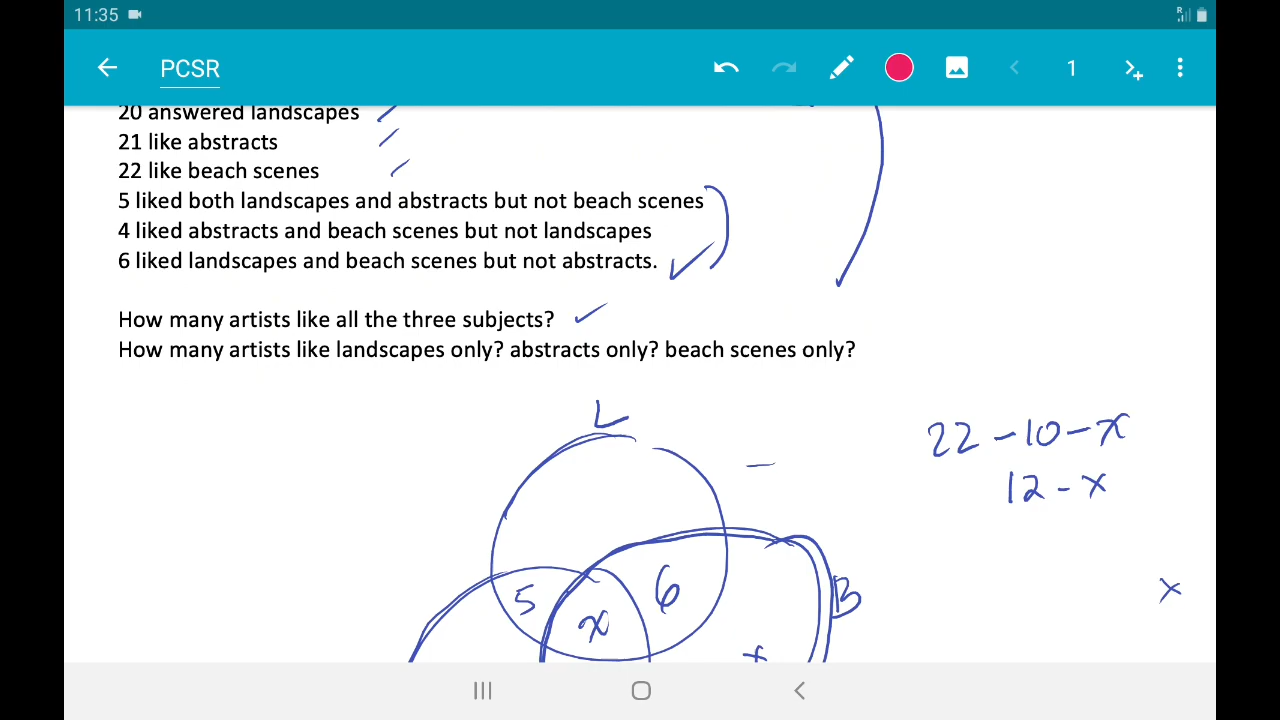 11:35
R
PCSR
1
20 answered landscapes
21 like abstracts
22 like beach scenes
5 liked both landscapes and abstracts but not beach scenes
4 liked abstracts and beach scenes but not landscapes
6 liked landscapes and beach scenes but not abstracts.
How many artists like all the three subjects?
How many artists like landscapes only? abstracts only? beach scenes only?
L
22 - 10 - x
12 - x
5
6
B
x
x